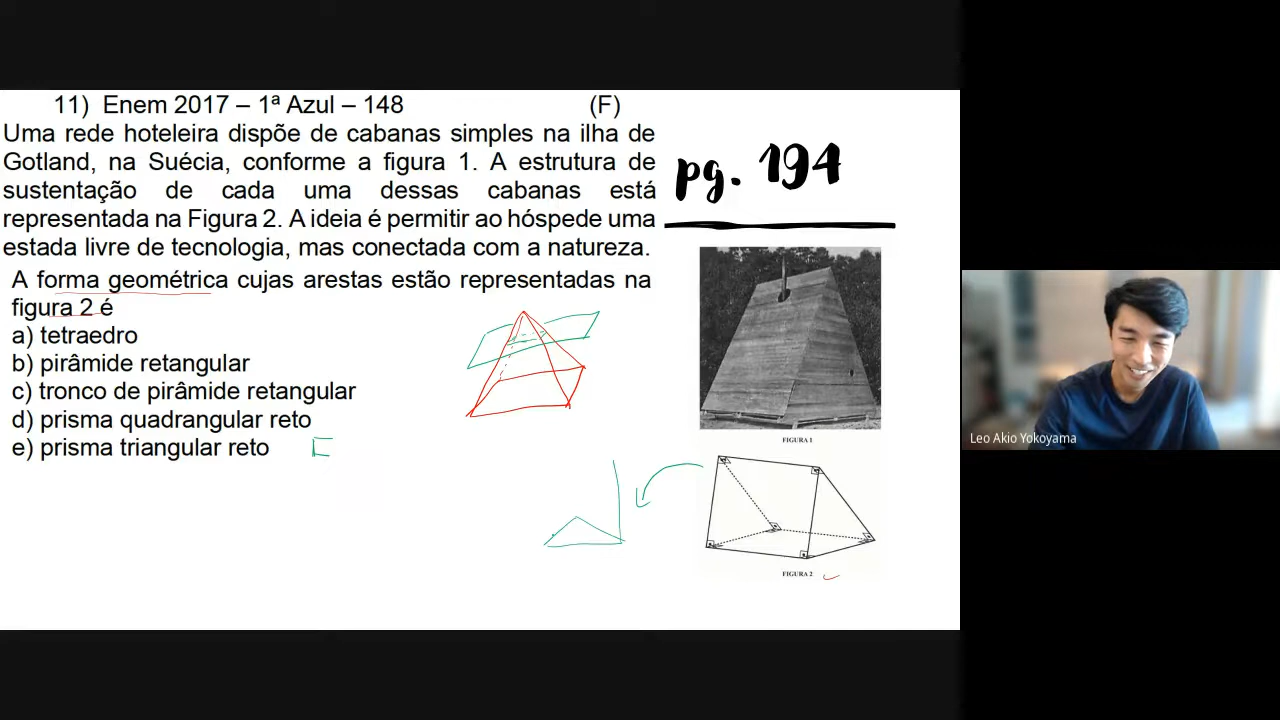 11) Enem 2017 – 1ª Azul – 148 (F)
Uma rede hoteleira dispõe de cabanas simples na ilha de
Gotland, na Suécia, conforme a figura 1. A estrutura de
sustentação de cada uma dessas cabanas está
representada na Figura 2. A ideia é permitir ao hóspede uma
estada livre de tecnologia, mas conectada com a natureza.
A forma geométrica cujas arestas estão representadas na
figura 2 é
a) tetraedro
b) pirâmide retangular
c) tronco de pirâmide retangular
d) prisma quadrangular reto
e) prisma triangular reto
pg. 194
FIGURA 1
FIGURA 2
Leo Akio Yokoyama